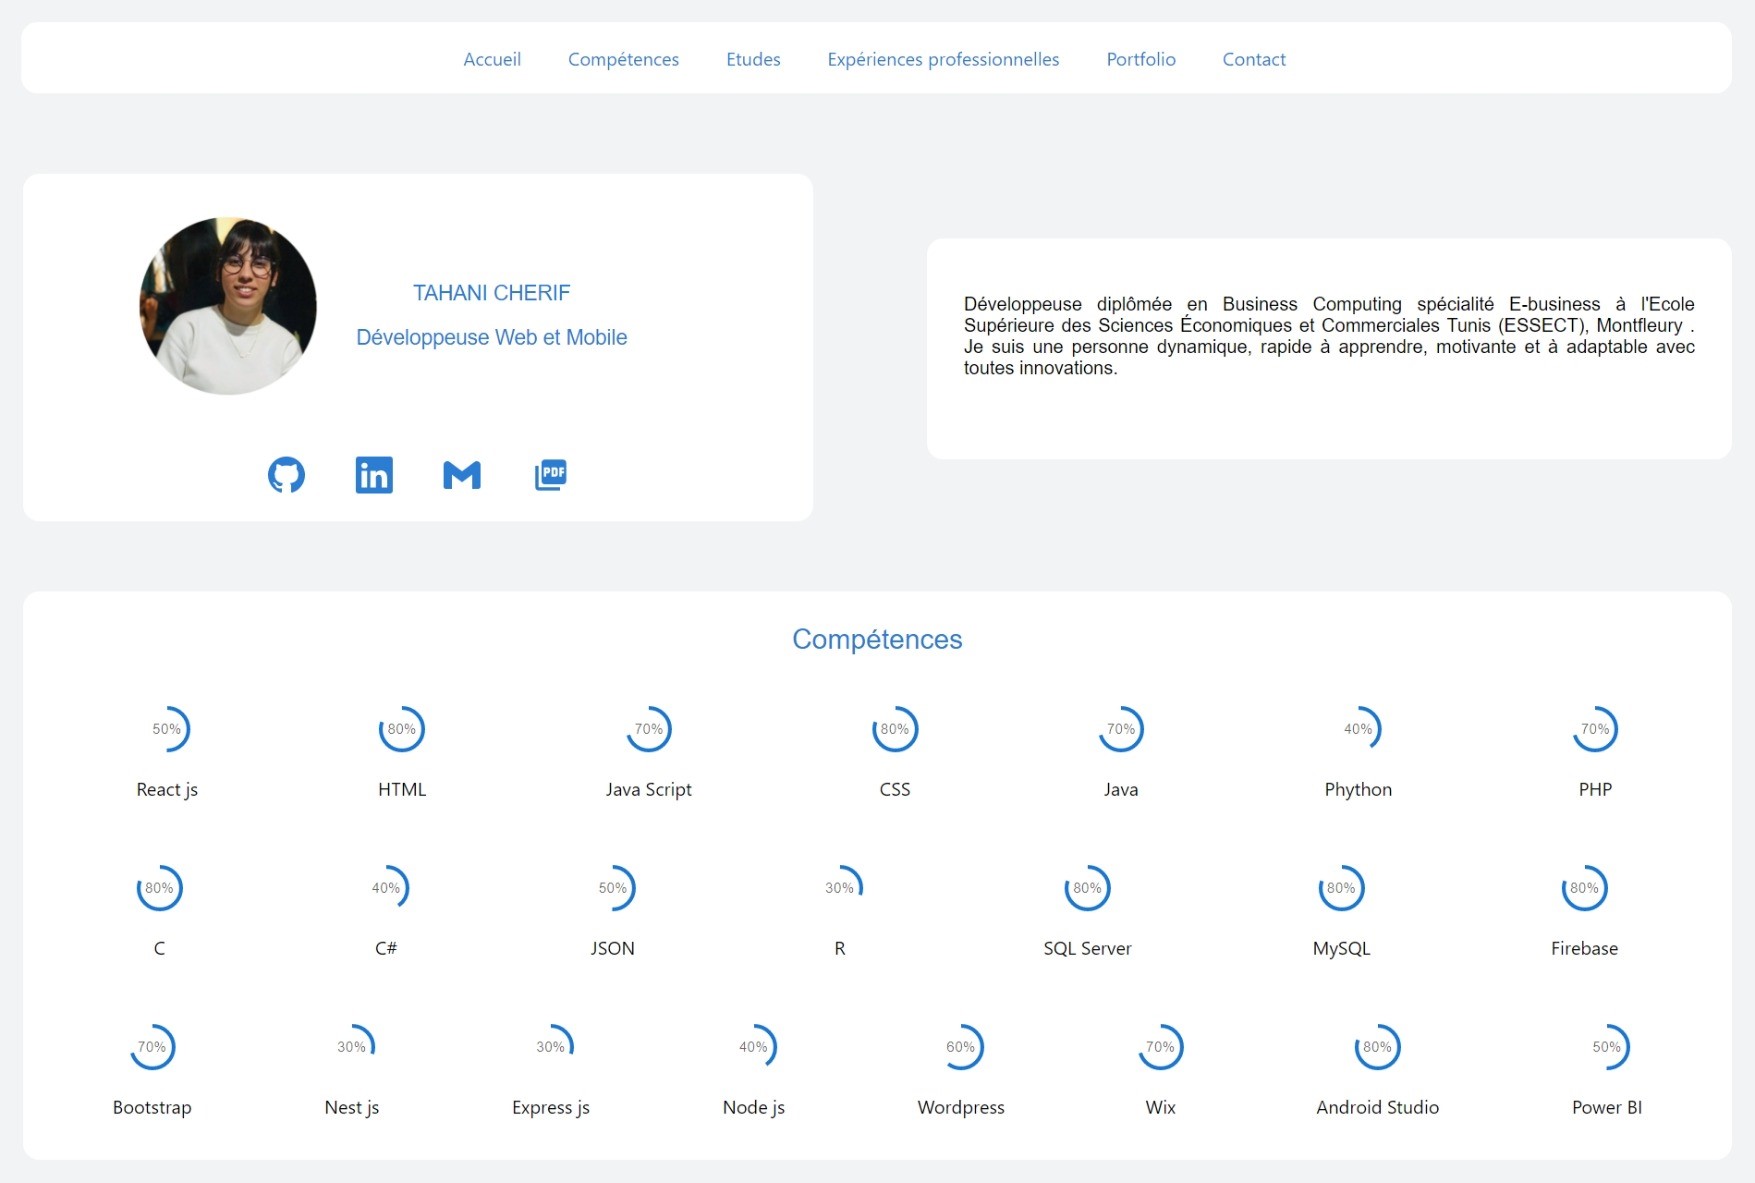 Accueil Compétences Etudes Expériences professionnelles Portfolio Contact
TAHANI CHERIF
Développeuse Web et Mobile
PDF
Développeuse diplômée en Business Computing spécialité E-business à l'Ecole
Supérieure des Sciences Économiques et Commerciales Tunis (ESSECT), Montfleury .
Je suis une personne dynamique, rapide à apprendre, motivante et à adaptable avec
toutes innovations.
Compétences
50% 80% 70% 80% 70% 40% 70%
React js HTML Java Script CSS Java Phython PHP
80% 40% 50% 30% 80% 80% 80%
C C# JSON R SQL Server MySQL Firebase
70% 30% 30% 40% 60% 70% 80% 50%
Bootstrap Nest js Express js Node js Wordpress Wix Android Studio Power BI